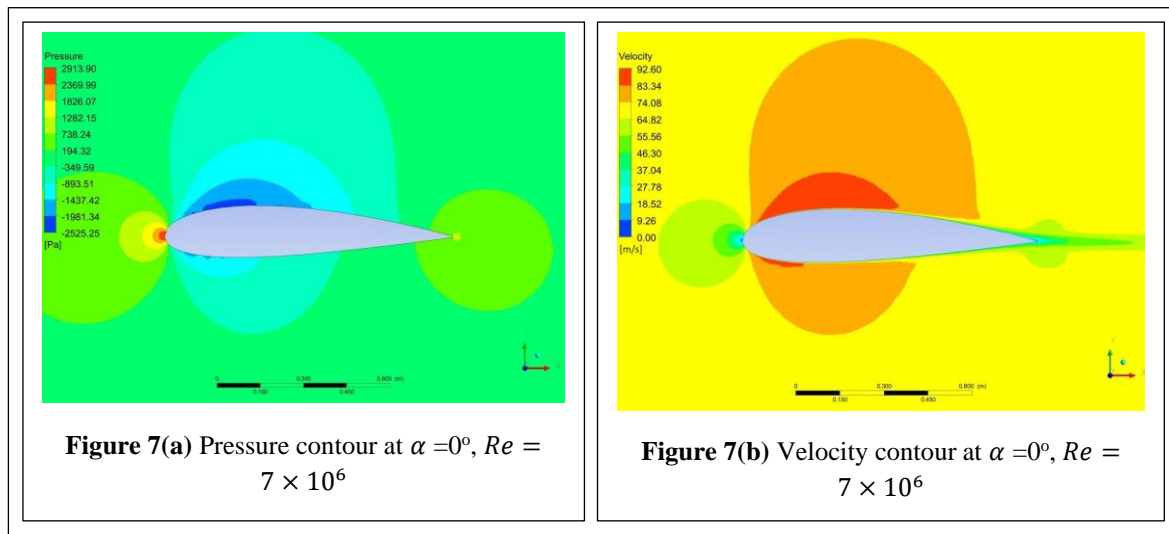 Pressure
2913.90
2369.99
1826.07
1282.15
738.24
194.32
-349.59
-893.51
-1437.42
-1981.34
-2525.25
[Pa]
0 0.300 0.600 (m)
0.150 0.450
Figure 7(a) Pressure contour at α =0°, Re =
7 × 10⁶
Velocity
92.60
83.34
74.08
64.82
55.56
46.30
37.04
27.78
18.52
9.26
0.00
[m/s]
Y
0 0.300 0.600 (m)
0.150 0.450
Figure 7(b) Velocity contour at α =0°, Re =
7 × 10⁶